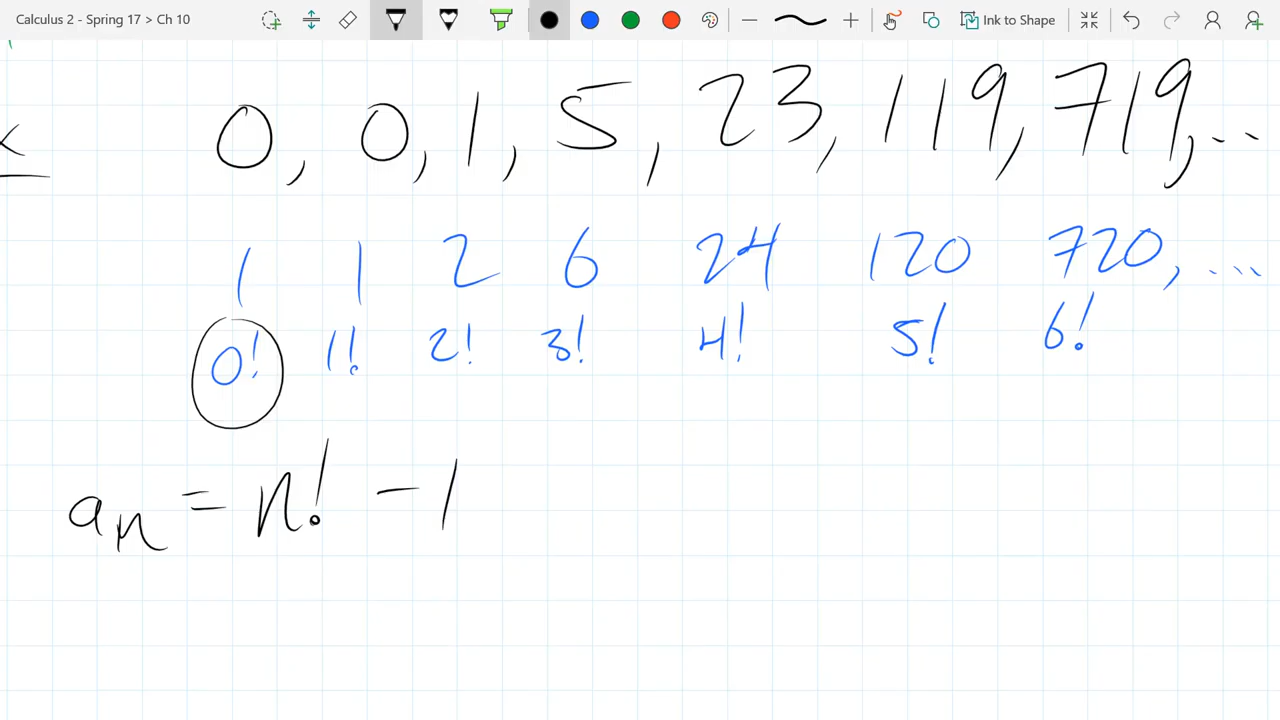 Calculus 2 - Spring 17 > Ch 10
Ink to Shape
0, 0, 1, 5, 23, 119, 719, ...
1 1 2 6 24 120 720, ...
0! 1! 2! 3! 4! 5! 6!
aₙ = n! - 1